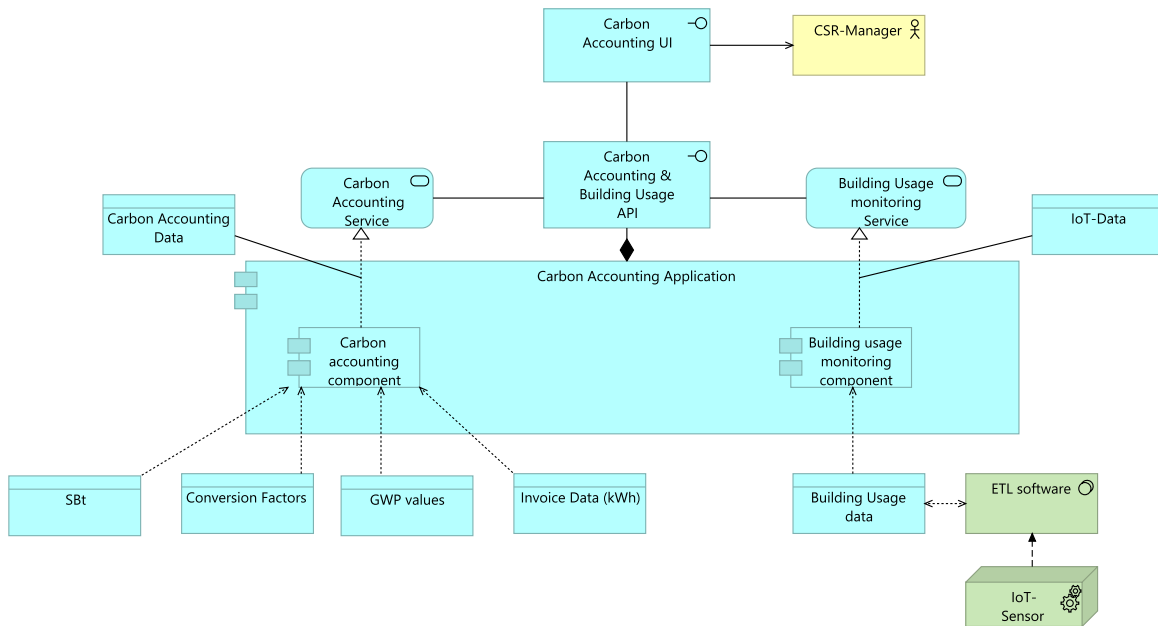 Carbon
Accounting UI
CSR-Manager
Carbon
Accounting &
Building Usage
API
Carbon
Accounting
Service
Building Usage
monitoring
Service
Carbon Accounting
Data
IoT-Data
Carbon Accounting Application
Carbon
accounting
component
Building usage
monitoring
component
SBt
Conversion Factors
GWP values
Invoice Data (kWh)
Building Usage
data
ETL software
IoT-
Sensor